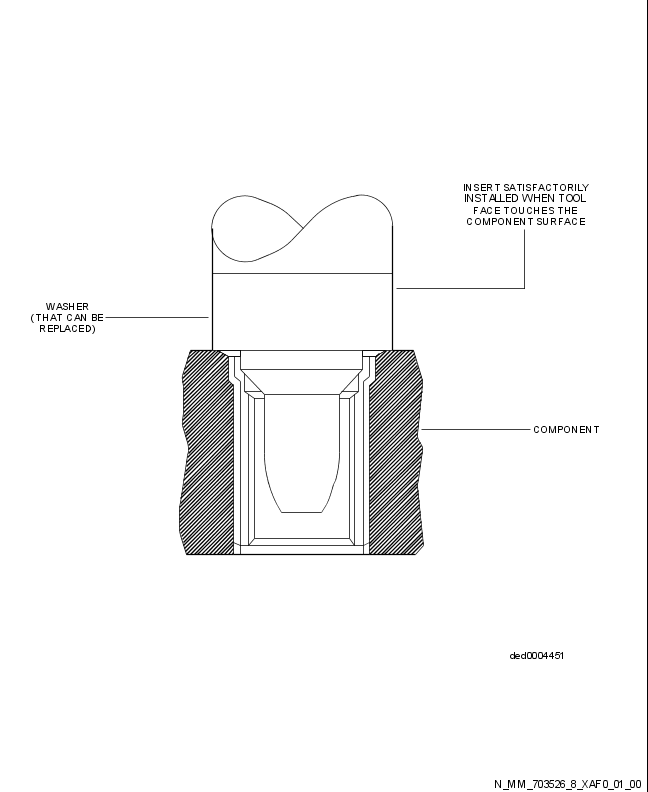 INSERT SATISFACTORILY
INSTALLED WHEN TOOL
FACE TOUCHES THE
COMPONENT SURFACE
WASHER
(THAT CAN BE
REPLACED)
COMPONENT
ded0004451
N_MM_703526_8_XAF0_01_00